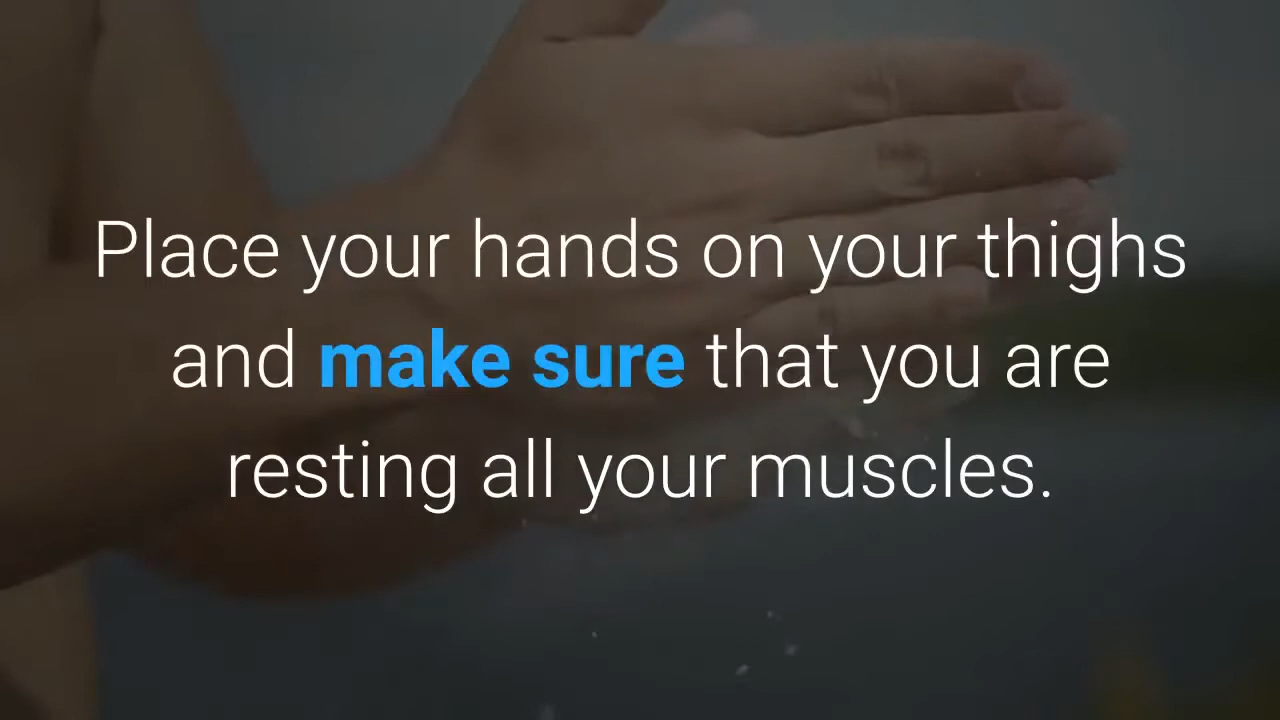 Place your hands on your thighs
and make sure that you are
resting all your muscles.